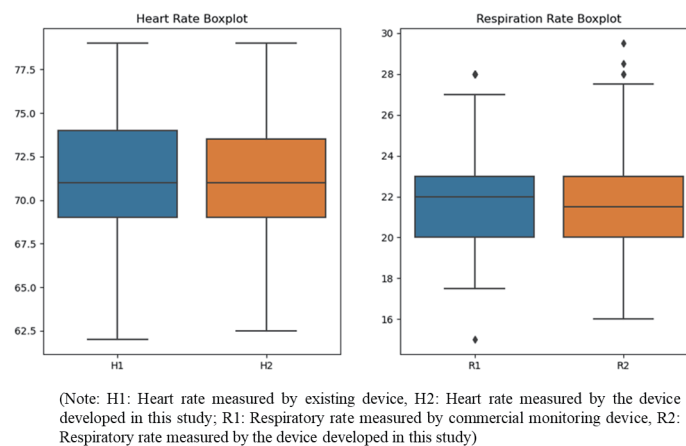 Heart Rate Boxplot
77.5
75.0
72.5
70.0
67.5
65.0
62.5
H1
H2
Respiration Rate Boxplot
30
28
26
24
22
20
18
16
R1
R2
(Note: H1: Heart rate measured by existing device, H2: Heart rate measured by the device
developed in this study; R1: Respiratory rate measured by commercial monitoring device, R2:
Respiratory rate measured by the device developed in this study)